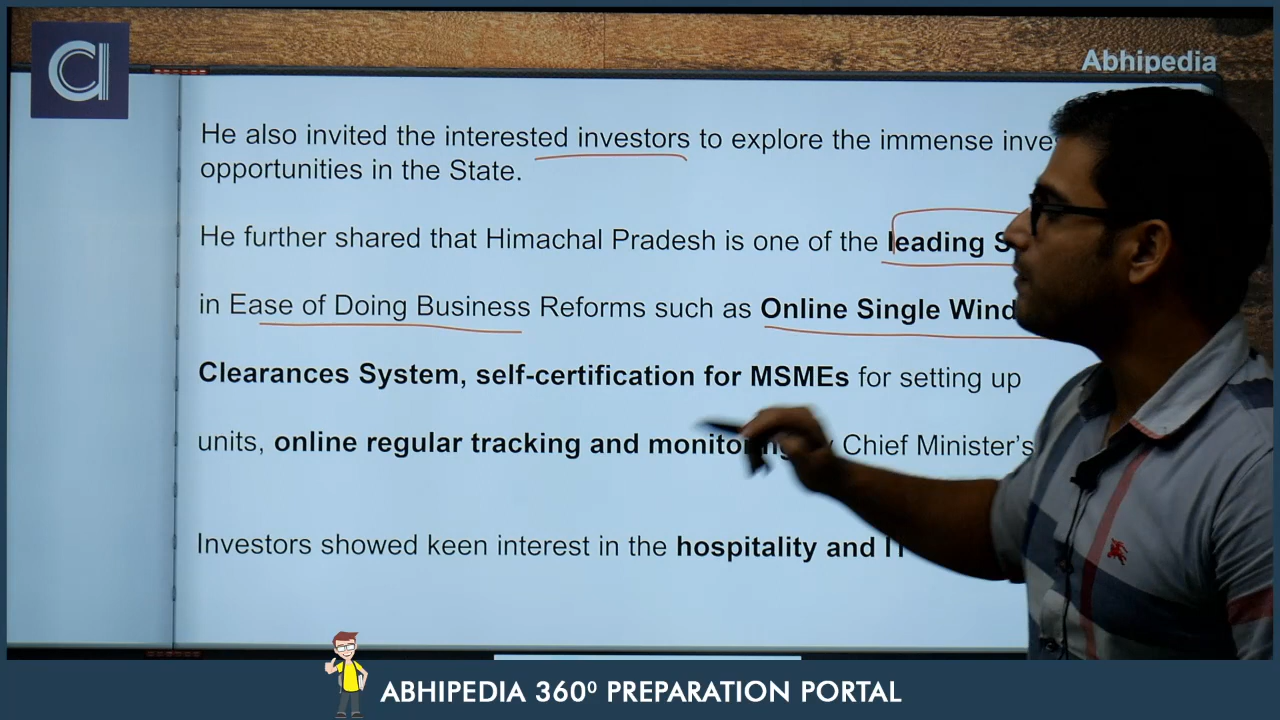 Abhipedia
He also invited the interested investors to explore the immense
opportunities in the State.
He further shared that Himachal Pradesh is one of the leading
in Ease of Doing Business Reforms such as Online Single
Clearances System, self-certification for MSMEs for setting up
units, online regular tracking and monitoring Chief Minister's
Investors showed keen interest in the hospitality and
ABHIPEDIA 360⁰ PREPARATION PORTAL